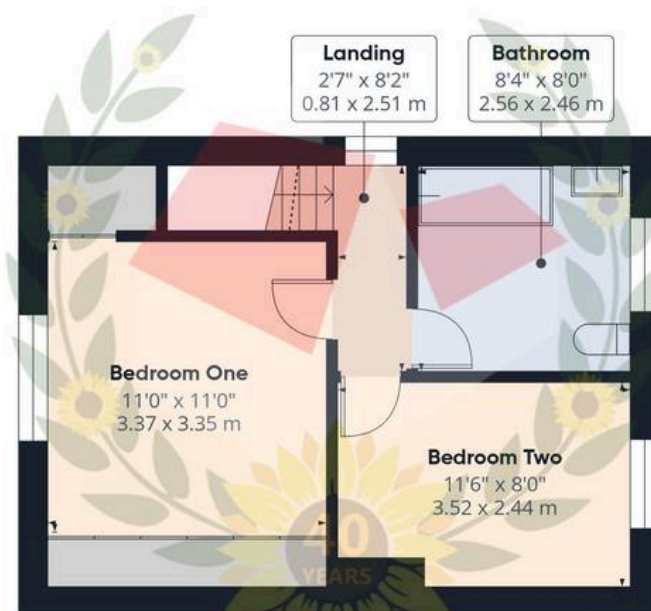 Landing
2'7" x 8'2"
0.81 x 2.51 m
Bathroom
8'4" x 8'0"
2.56 x 2.46 m
Bedroom One
11'0" x 11'0"
3.37 x 3.35 m
Bedroom Two
11'6" x 8'0"
3.52 x 2.44 m
40
YEARS